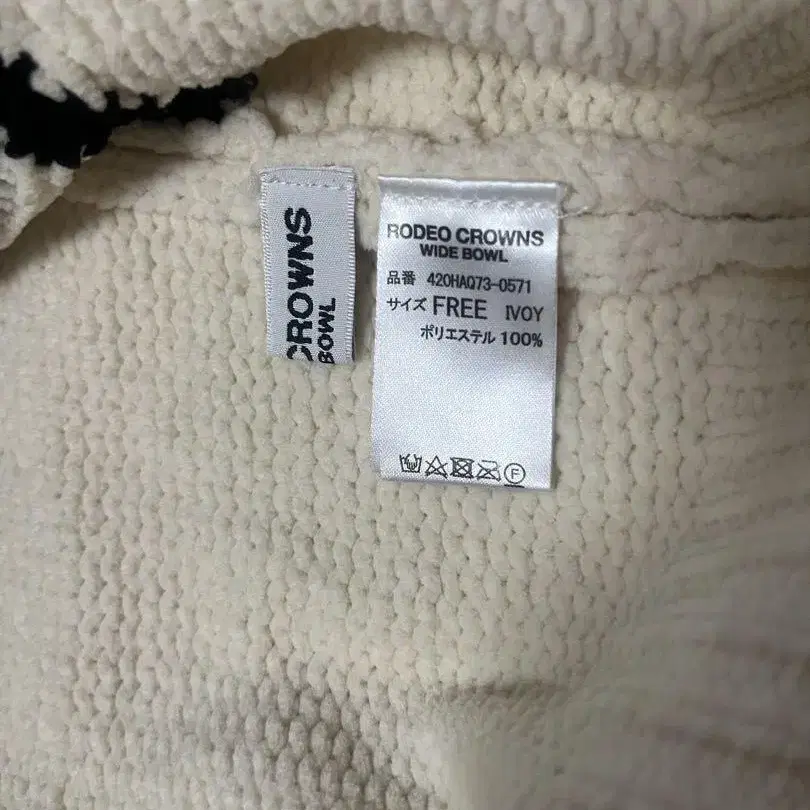 CROWNS
BOWL
RODEO CROWNS
WIDE BOWL
品番 420HAQ73-0571
サイズ FREE IVOY
ポリエステル 100%
F